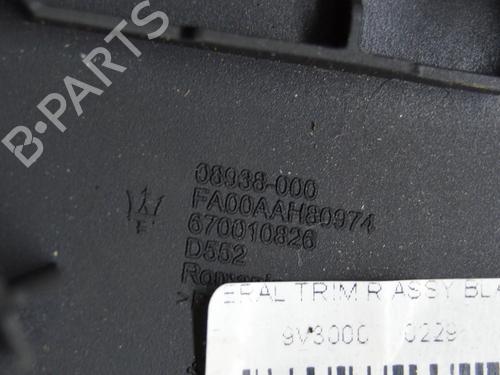 08938-000
FA00AAH80974
670010826
D552
ERAL TRIM R ASSY BLA
9V3000 0229
B-PARTS